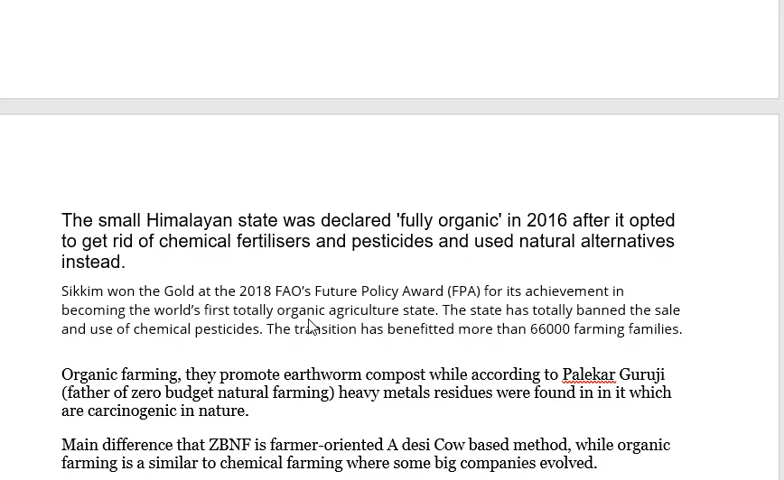 The small Himalayan state was declared 'fully organic' in 2016 after it opted
to get rid of chemical fertilisers and pesticides and used natural alternatives
instead.
Sikkim won the Gold at the 2018 FAO’s Future Policy Award (FPA) for its achievement in
becoming the world’s first totally organic agriculture state. The state has totally banned the sale
and use of chemical pesticides. The transition has benefitted more than 66000 farming families.
Organic farming, they promote earthworm compost while according to Palekar Guruji
(father of zero budget natural farming) heavy metals residues were found in in it which
are carcinogenic in nature.
Main difference that ZBNF is farmer-oriented A desi Cow based method, while organic
farming is a similar to chemical farming where some big companies evolved.